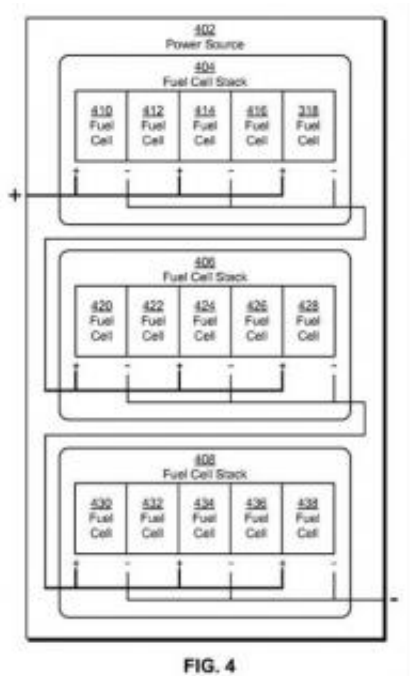 402
Power Source
404
Fuel Cell Stack
410 412 414 416 318
Fuel Fuel Fuel Fuel Fuel
Cell Cell Cell Cell Cell
+ - + - + -
+
406
Fuel Cell Stack
420 422 424 426 428
Fuel Fuel Fuel Fuel Fuel
Cell Cell Cell Cell Cell
+ - + - + -
408
Fuel Cell Stack
430 432 434 436 438
Fuel Fuel Fuel Fuel Fuel
Cell Cell Cell Cell Cell
+ - + - + -
-
FIG. 4